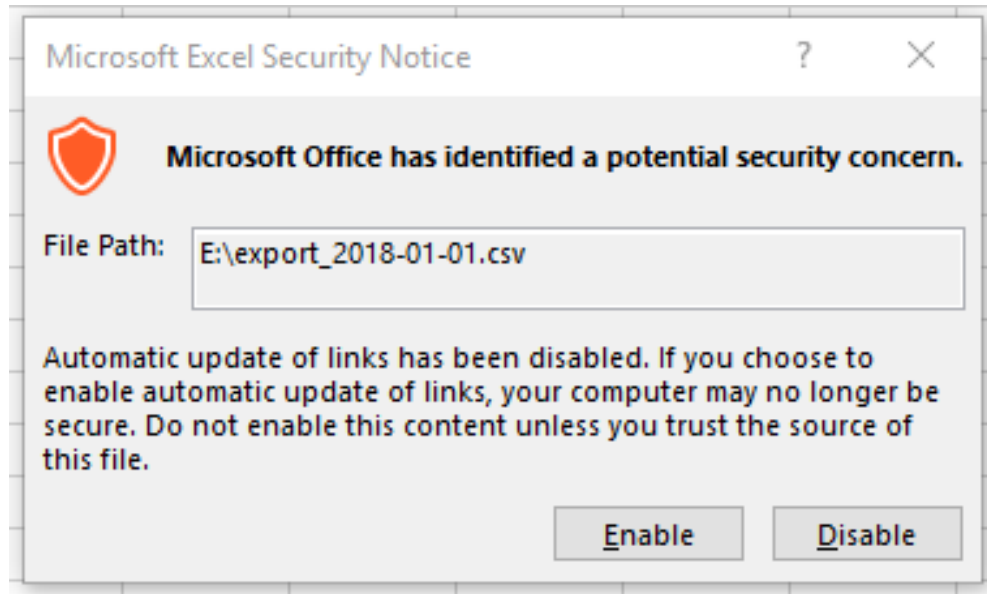 Microsoft Excel Security Notice
Microsoft Office has identified a potential security concern.
File Path: E:\export_2018-01-01.csv
Automatic update of links has been disabled. If you choose to
enable automatic update of links, your computer may no longer be
secure. Do not enable this content unless you trust the source of
this file.
Enable Disable